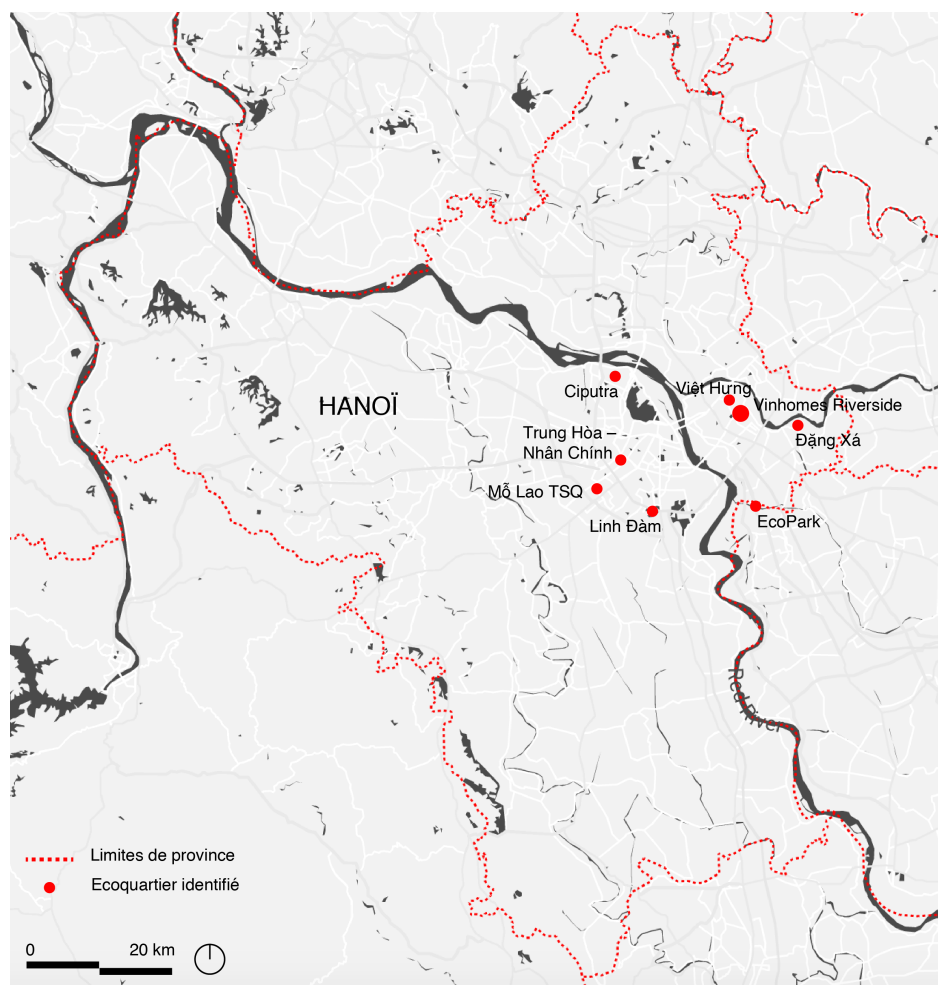 HANOÏ
Ciputra
Việt Hưng
Vinhomes Riverside
Đặng Xá
Trung Hòa –
Nhân Chính
Mỗ Lao TSQ
Linh Đàm
EcoPark
Red River
Limites de province
Ecoquartier identifié
0 20 km